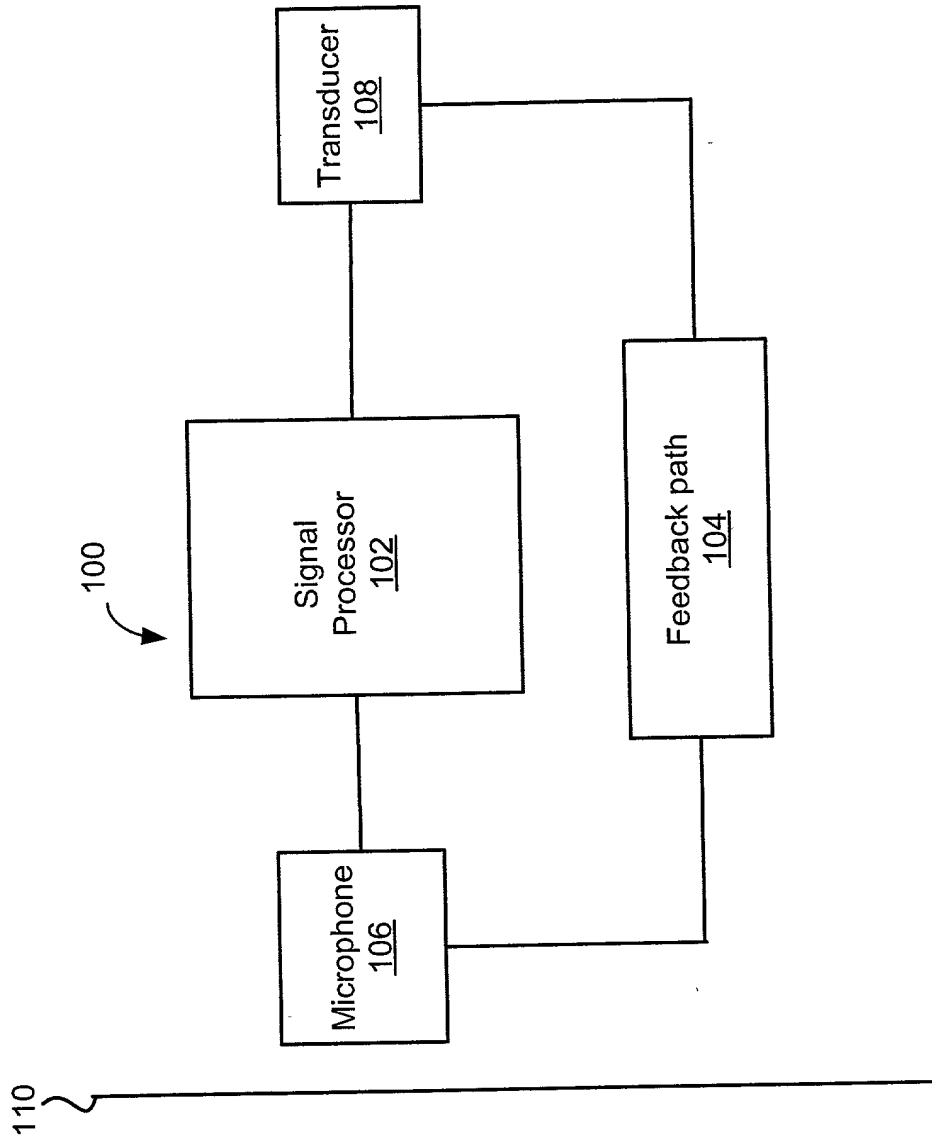 100
Signal
Processor
102
Transducer
108
Microphone
106
Feedback path
104
110